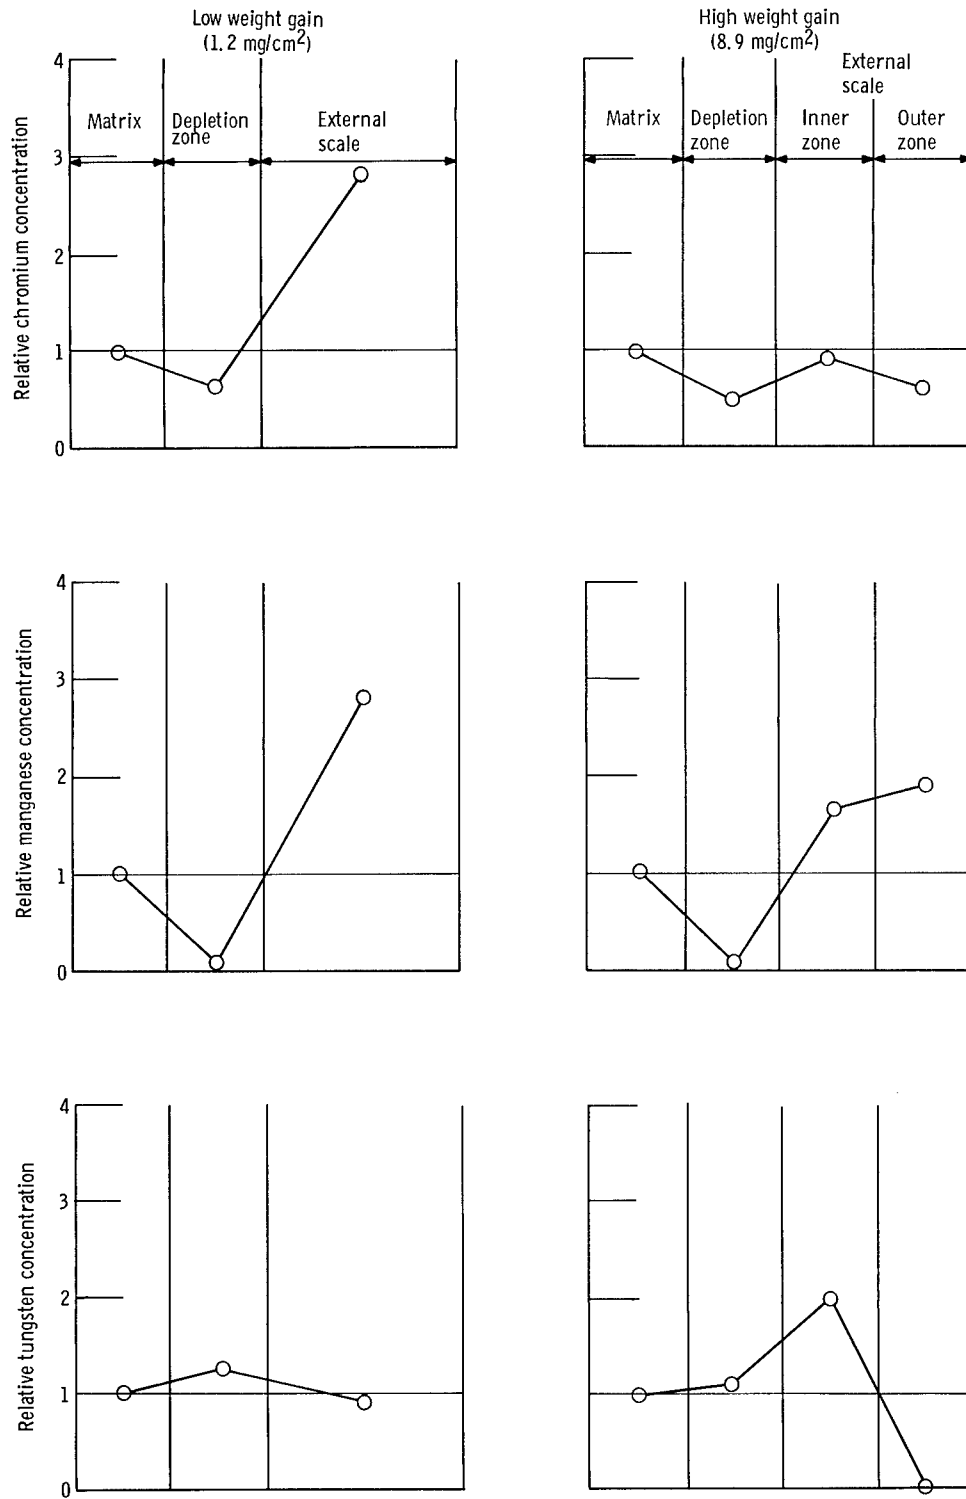 Low weight gain
(1.2 mg/cm2)
High weight gain
(8.9 mg/cm2)
External
scale
4
Matrix
Depletion
zone
External
scale
Matrix
Depletion
zone
Inner
zone
Outer
zone
3
2
1
0
Relative chromium concentration
4
3
2
1
0
Relative manganese concentration
4
3
2
1
0
Relative tungsten concentration